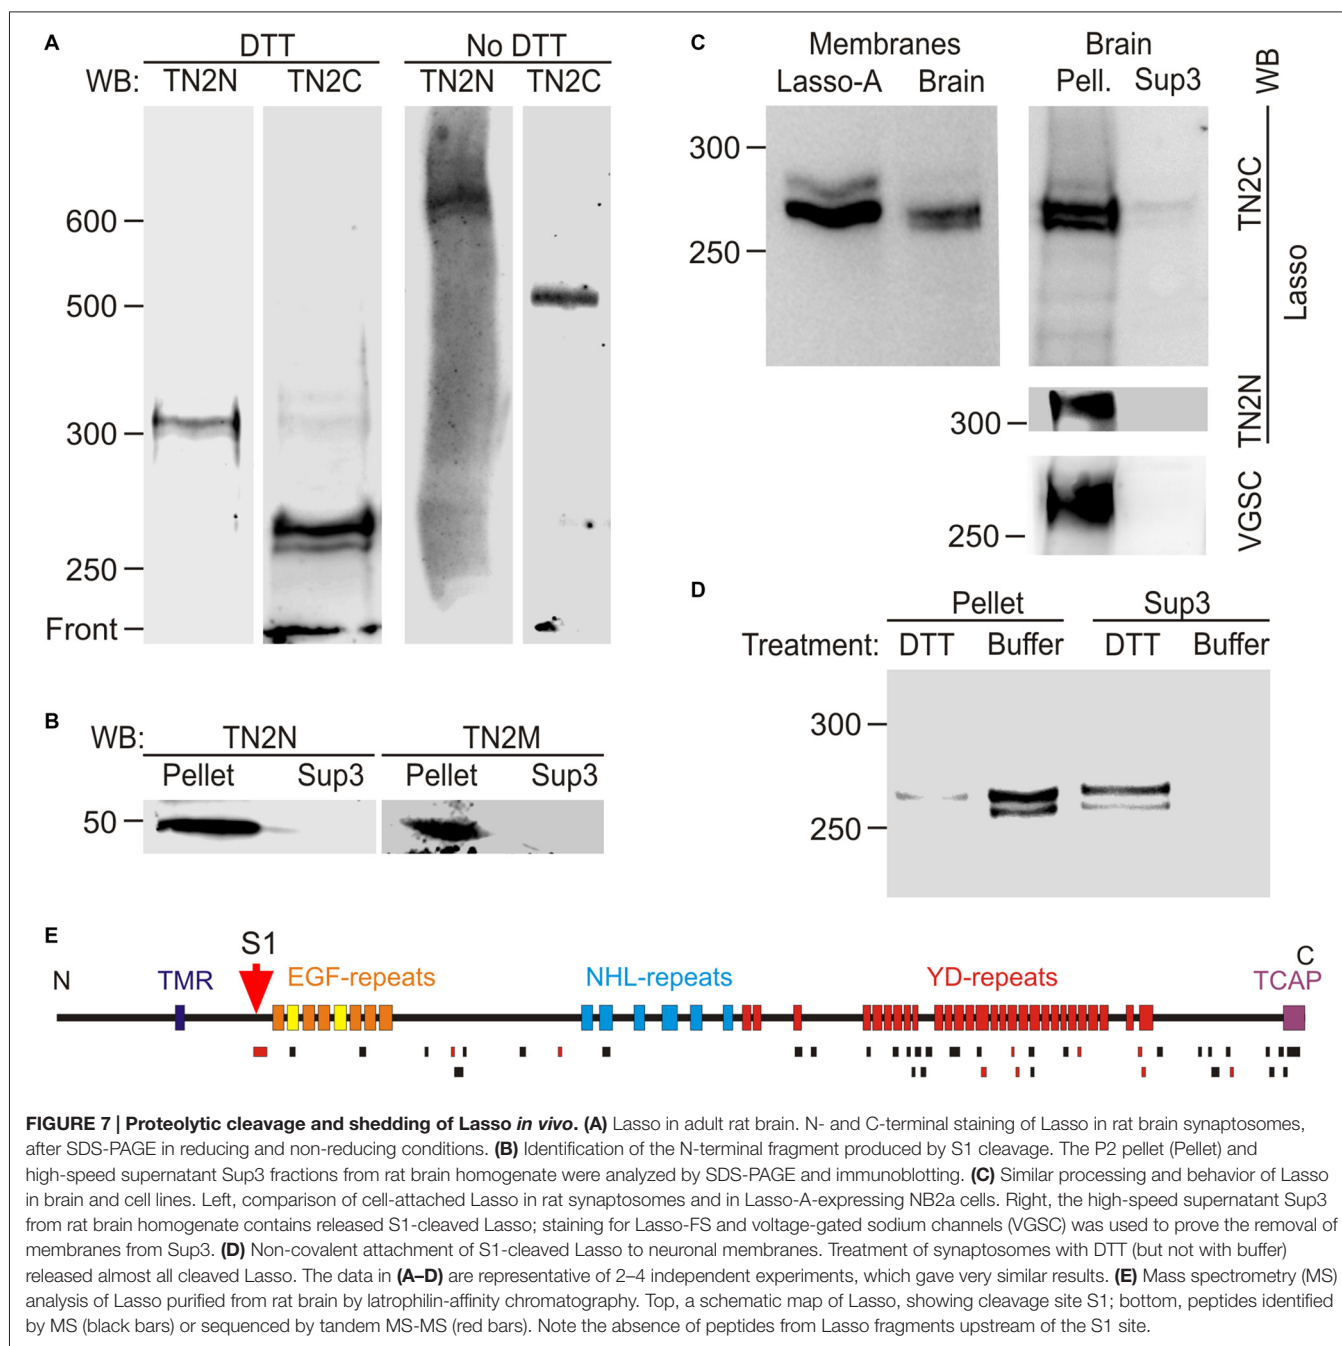 A
DTT
No DTT
WB: TN2N TN2C TN2N TN2C
600
500
300
250
Front
B
WB: TN2N TN2M
Pellet Sup3 Pellet Sup3
50
C
Membranes Brain
Lasso-A Brain Pell. Sup3 WB
300
250
TN2C
Lasso
300
TN2N
250
VGSC
D
Pellet Sup3
Treatment: DTT Buffer DTT Buffer
300
250
E
S1
N TMR EGF-repeats NHL-repeats YD-repeats C
TCAP
FIGURE 7 | Proteolytic cleavage and shedding of Lasso in vivo. (A) Lasso in adult rat brain. N- and C-terminal staining of Lasso in rat brain synaptosomes,
after SDS-PAGE in reducing and non-reducing conditions. (B) Identification of the N-terminal fragment produced by S1 cleavage. The P2 pellet (Pellet) and
high-speed supernatant Sup3 fractions from rat brain homogenate were analyzed by SDS-PAGE and immunoblotting. (C) Similar processing and behavior of Lasso
in brain and cell lines. Left, comparison of cell-attached Lasso in rat synaptosomes and in Lasso-A-expressing NB2a cells. Right, the high-speed supernatant Sup3
from rat brain homogenate contains released S1-cleaved Lasso; staining for Lasso-FS and voltage-gated sodium channels (VGSC) was used to prove the removal of
membranes from Sup3. (D) Non-covalent attachment of S1-cleaved Lasso to neuronal membranes. Treatment of synaptosomes with DTT (but not with buffer)
released almost all cleaved Lasso. The data in (A–D) are representative of 2–4 independent experiments, which gave very similar results. (E) Mass spectrometry (MS)
analysis of Lasso purified from rat brain by latrophilin-affinity chromatography. Top, a schematic map of Lasso, showing cleavage site S1; bottom, peptides identified
by MS (black bars) or sequenced by tandem MS-MS (red bars). Note the absence of peptides from Lasso fragments upstream of the S1 site.